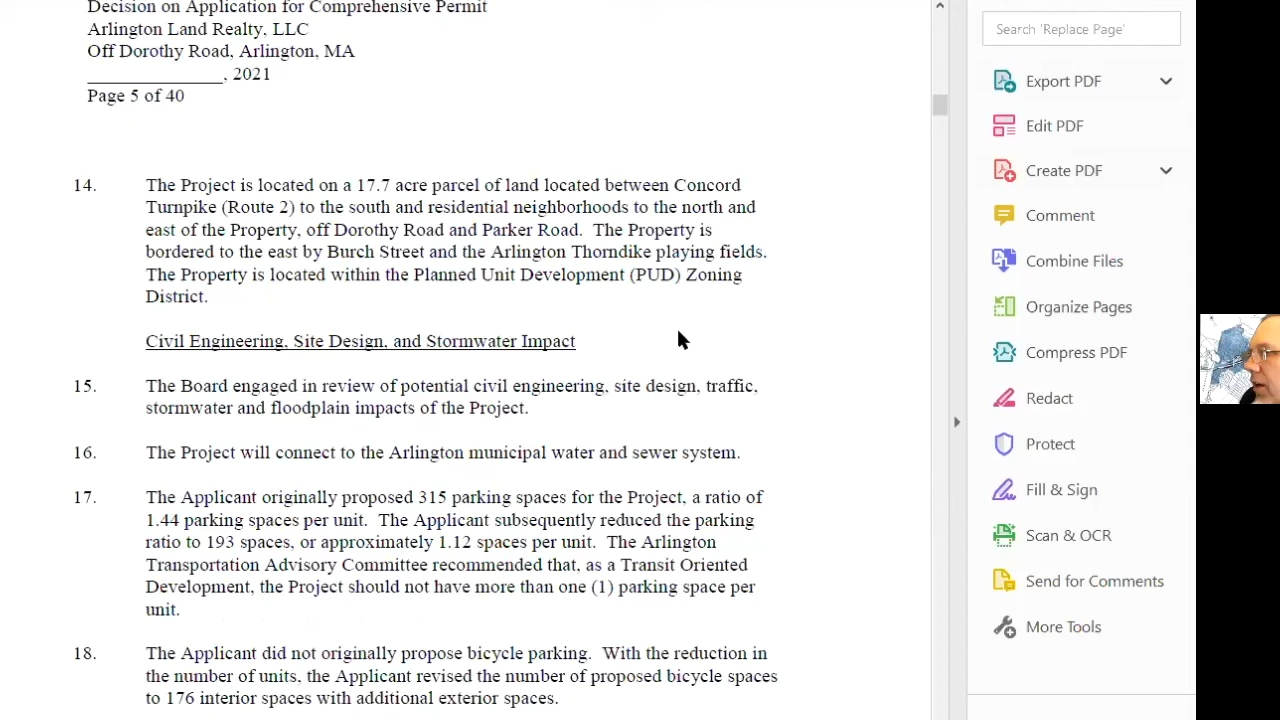 Decision on Application for Comprehensive Permit
Arlington Land Realty, LLC
Off Dorothy Road, Arlington, MA
_______________, 2021
Page 5 of 40
14. The Project is located on a 17.7 acre parcel of land located between Concord
Turnpike (Route 2) to the south and residential neighborhoods to the north and
east of the Property, off Dorothy Road and Parker Road. The Property is
bordered to the east by Burch Street and the Arlington Thorndike playing fields.
The Property is located within the Planned Unit Development (PUD) Zoning
District.
Civil Engineering, Site Design, and Stormwater Impact
15. The Board engaged in review of potential civil engineering, site design, traffic,
stormwater and floodplain impacts of the Project.
16. The Project will connect to the Arlington municipal water and sewer system.
17. The Applicant originally proposed 315 parking spaces for the Project, a ratio of
1.44 parking spaces per unit. The Applicant subsequently reduced the parking
ratio to 193 spaces, or approximately 1.12 spaces per unit. The Arlington
Transportation Advisory Committee recommended that, as a Transit Oriented
Development, the Project should not have more than one (1) parking space per
unit.
18. The Applicant did not originally propose bicycle parking. With the reduction in
the number of units, the Applicant revised the number of proposed bicycle spaces
to 176 interior spaces with additional exterior spaces.
Search 'Replace Page'
Export PDF
Edit PDF
Create PDF
Comment
Combine Files
Organize Pages
Compress PDF
Redact
Protect
Fill & Sign
Scan & OCR
Send for Comments
More Tools